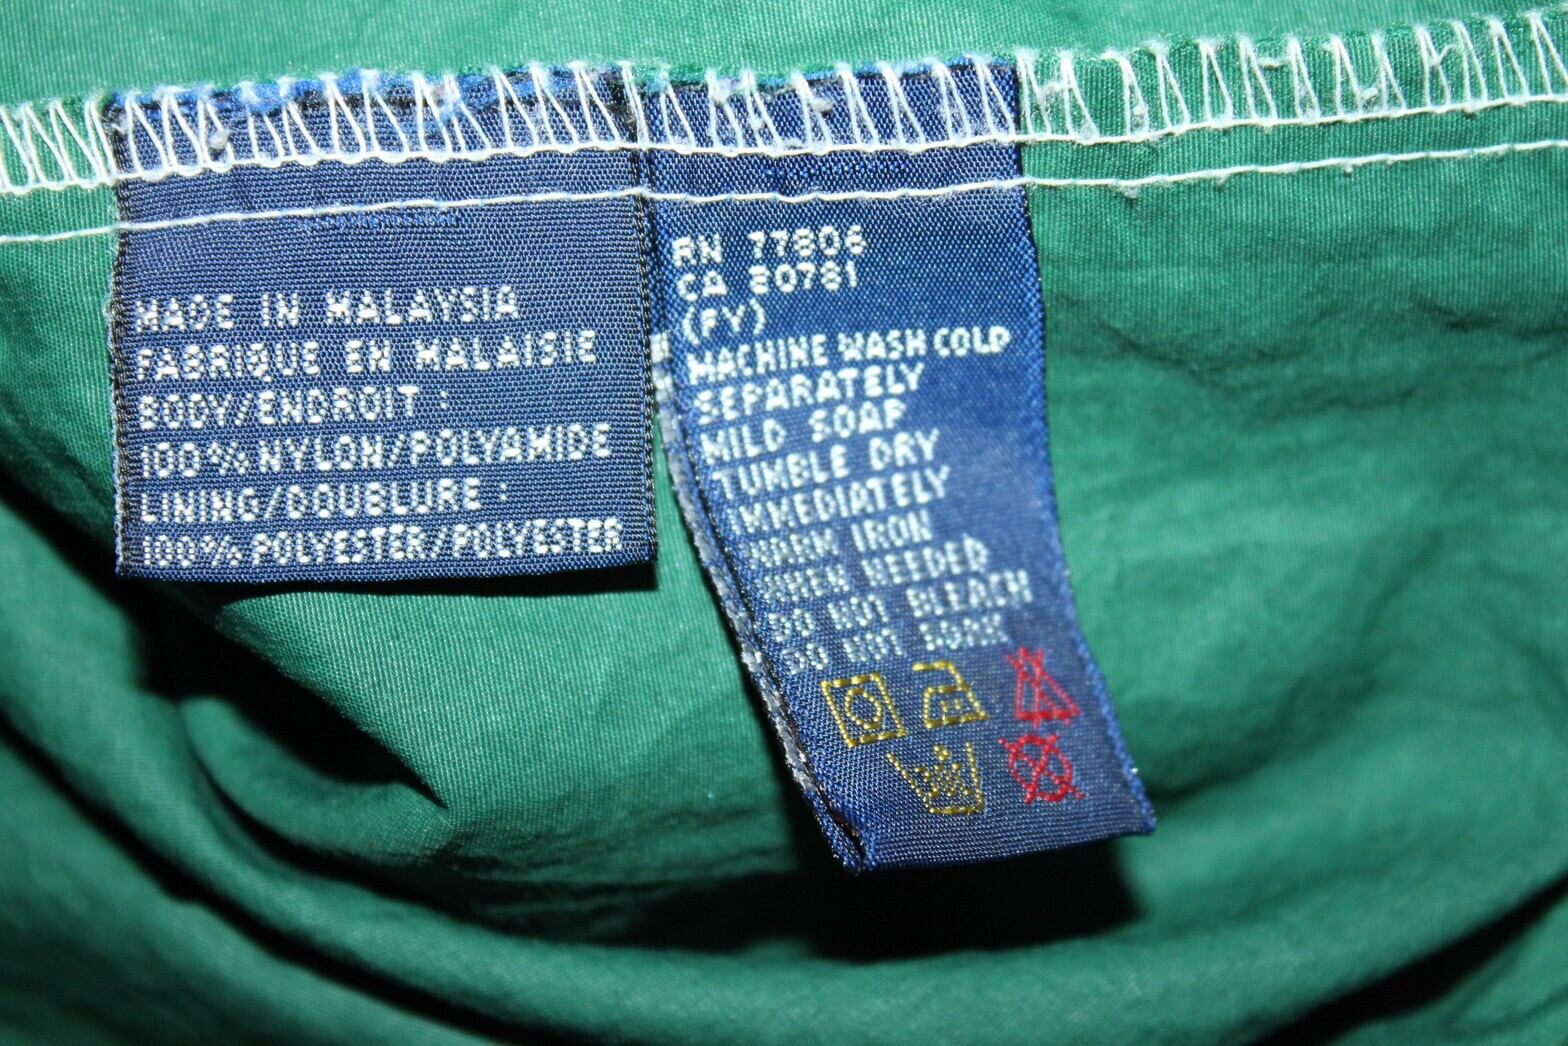 MADE IN MALAYSIA
FABRIQUE EN MALAISIE
BODY/ENDROIT :
100% NYLON/POLYAMIDE
LINING/DOUBLURE :
100% POLYESTER/POLYESTER
RN 77806
CA 80781
(FY)
MACHINE WASH COLD
SEPARATELY
MILD SOAP
TUMBLE DRY
IMMEDIATELY
WARM IRON
WHEN NEEDED
DO NOT BLEACH
DO NOT